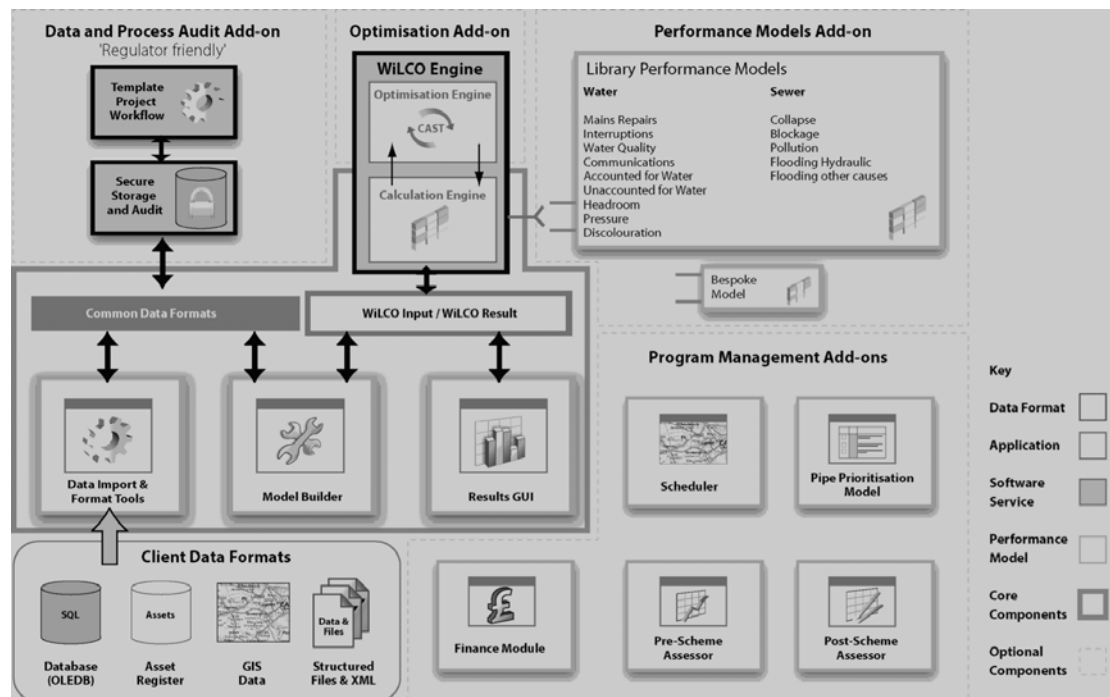 Data and Process Audit Add-on
'Regulator friendly'
Template
Project
Workflow
Secure
Storage
and Audit
Optimisation Add-on
WiLCO Engine
Optimisation Engine
CAST
Calculation Engine
Performance Models Add-on
Library Performance Models
Water
Mains Repairs
Interruptions
Water Quality
Communications
Accounted for Water
Unaccounted for Water
Headroom
Pressure
Discolouration
Sewer
Collapse
Blockage
Pollution
Flooding Hydraulic
Flooding other causes
Bespoke
Model
Common Data Formats
WiLCO Input / WiLCO Result
Data Import &
Format Tools
Model Builder
Results GUI
Client Data Formats
SQL
Database
(OLEDB)
Assets
Asset
Register
GIS
Data
Data &
Files
Structured
Files & XML
Program Management Add-ons
Scheduler
Pipe Prioritisation
Model
£
Finance Module
Pre-Scheme
Assessor
Post-Scheme
Assessor
Key
Data Format
Application
Software
Service
Performance
Model
Core
Components
Optional
Components